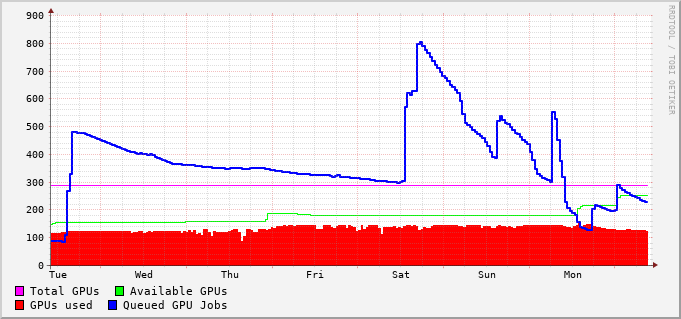 900
800
700
600
500
400
300
200
100
0
Tue Wed Thu Fri Sat Sun Mon
Total GPUs Available GPUs
GPUs used Queued GPU Jobs
RRDTOOL / TOBI OETIKER